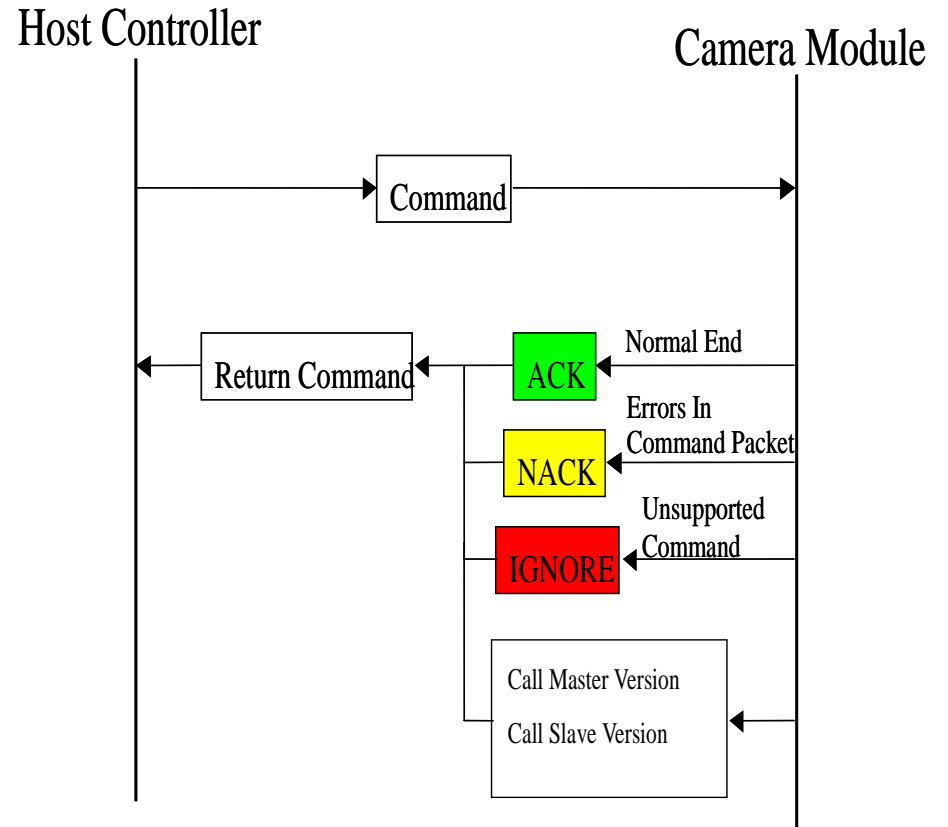 Host Controller
Camera Module
Command
Normal End
Return Command
ACK
Errors In
Command Packet
NACK
Unsupported
Command
IGNORE
Call Master Version
Call Slave Version